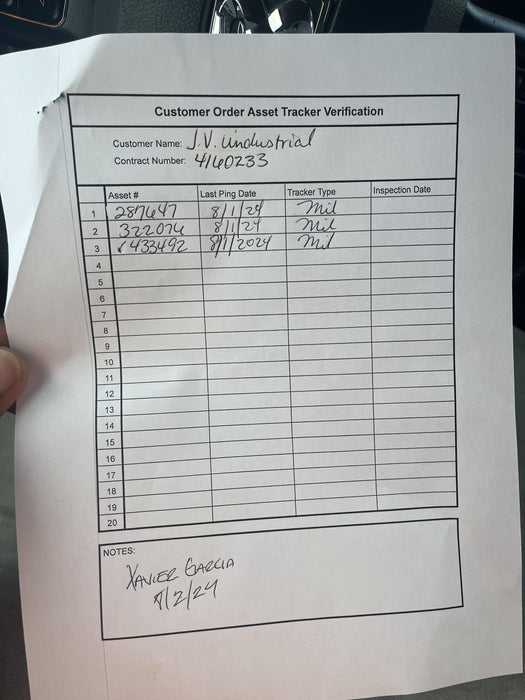 Customer Order Asset Tracker Verification
Customer Name: J.V. industrial
Contract Number: 4160233
Asset # Last Ping Date Tracker Type Inspection Date
1 287647 8/1/24 Mil
2 322076 8/1/24 Mil
3 1433492 8/1/2024 Mil
4
5
6
7
8
9
10
11
12
13
14
15
16
17
18
19
20
NOTES:
XAVIER GARCIA
8/2/24